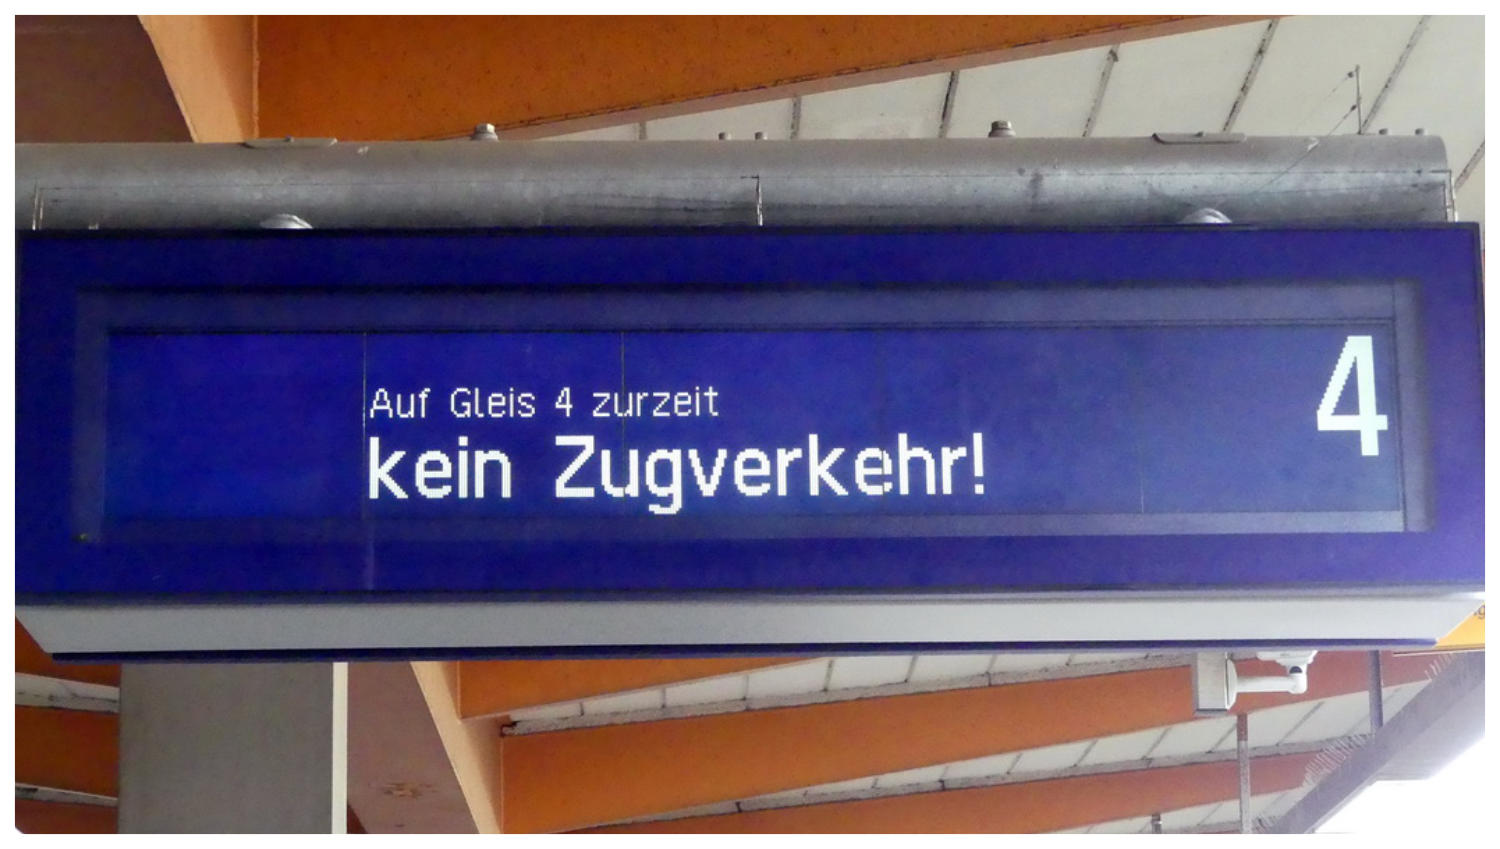 Auf Gleis 4 zurzeit
kein Zugverkehr!
4